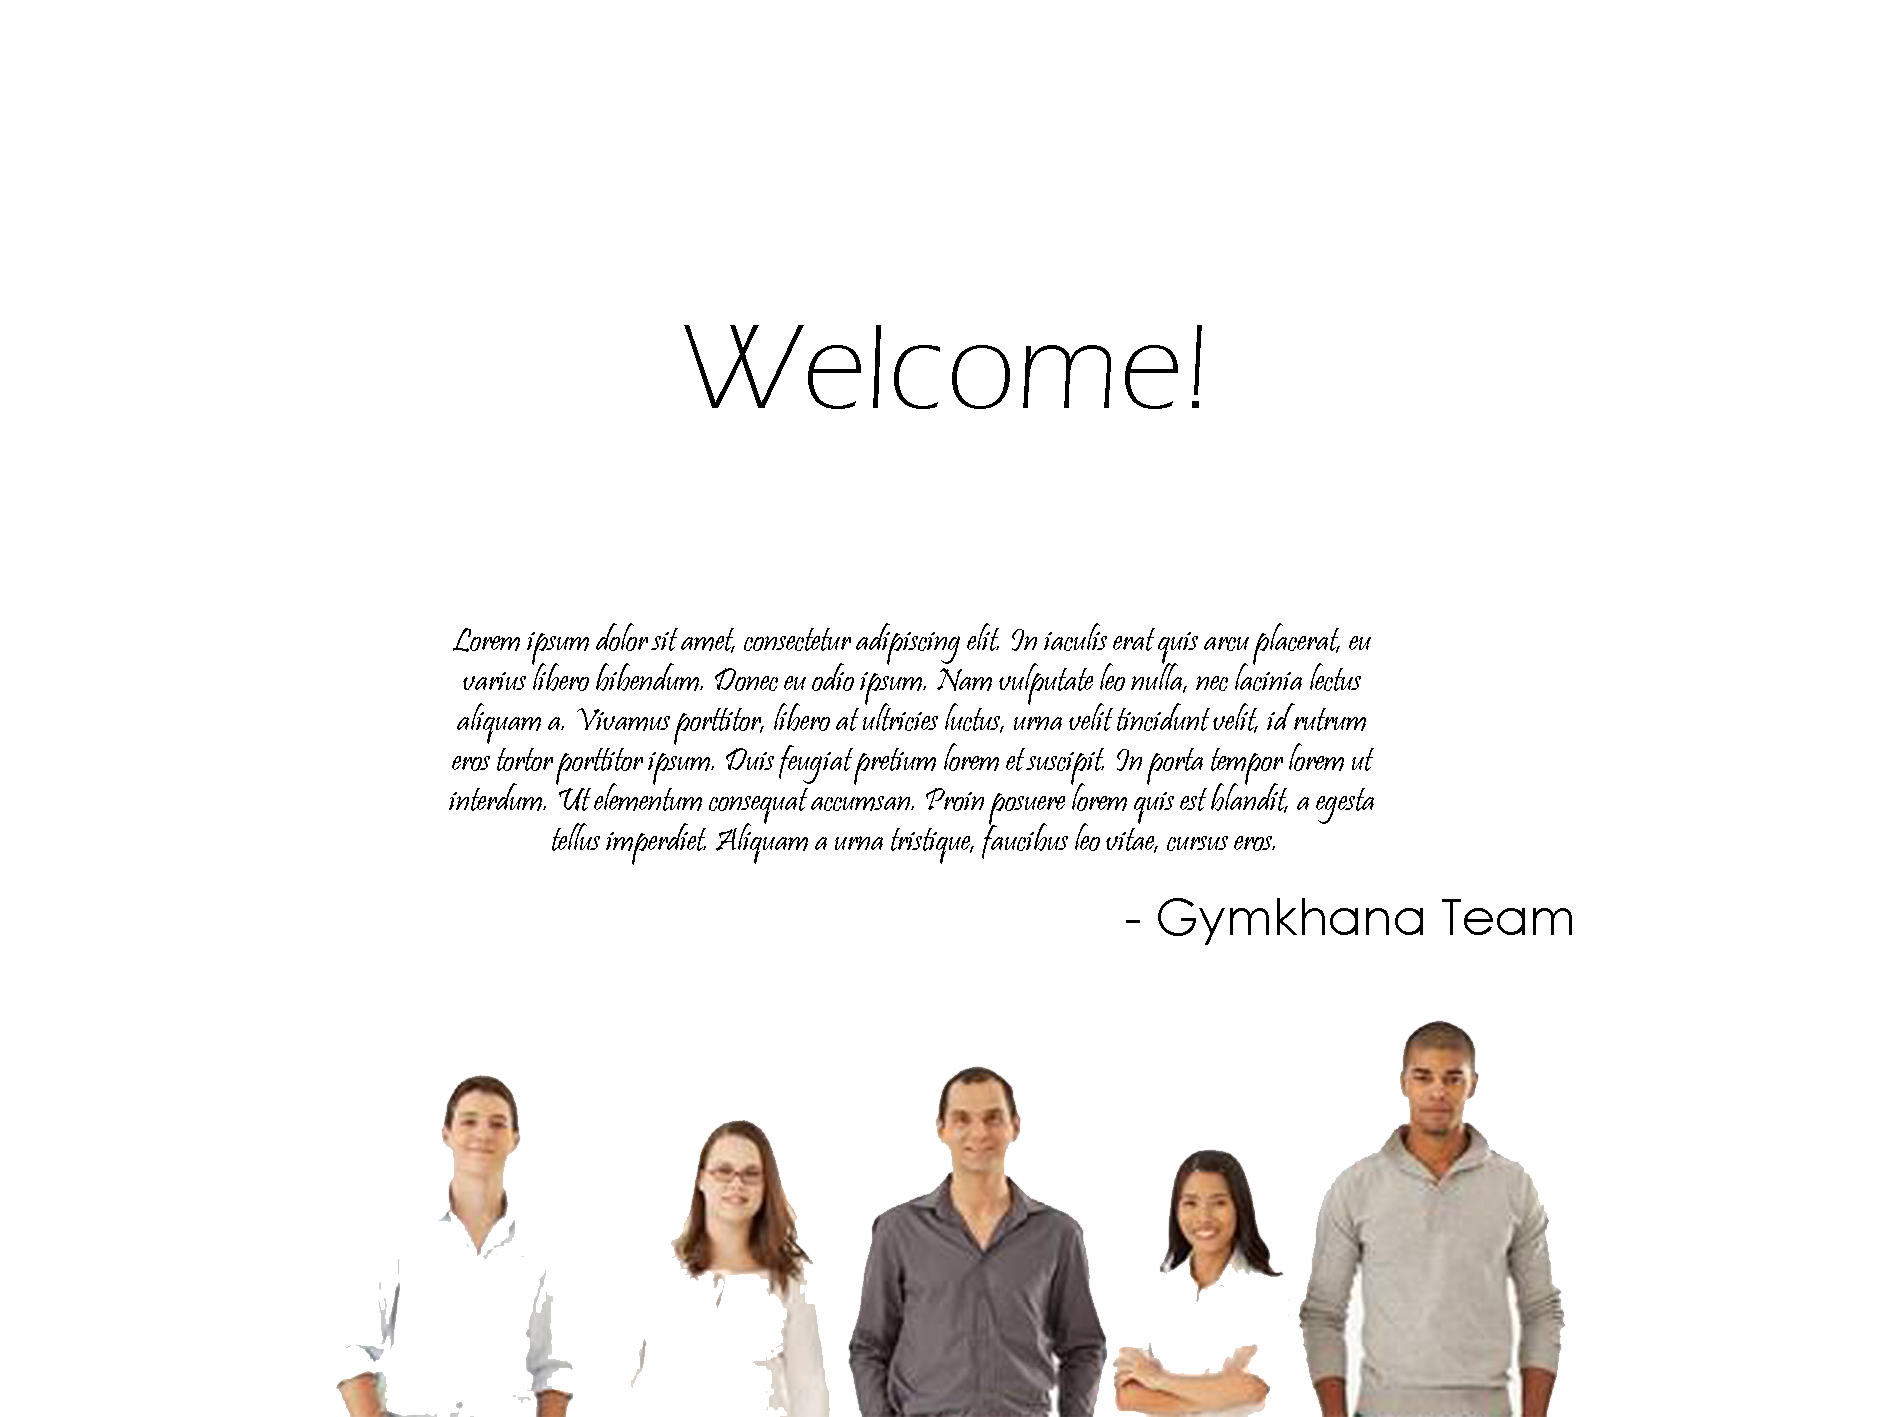 Welcome!
Lorem ipsum dolor sit amet, consectetur adipiscing elit. In iaculis erat quis arcu placerat, eu
varius libero bibendum. Donec eu odio ipsum. Nam vulputate leo nulla, nec lacinia lectus
aliquam a. Vivamus porttitor, libero at ultricies luctus, urna velit tincidunt velit, id rutrum
eros tortor porttitor ipsum. Duis feugiat pretium lorem et suscipit. In porta tempor lorem ut
interdum. Ut elementum consequat accumsan. Proin posuere lorem quis est blandit, a egesta
tellus imperdiet. Aliquam a urna tristique, faucibus leo vitae, cursus eros.
- Gymkhana Team